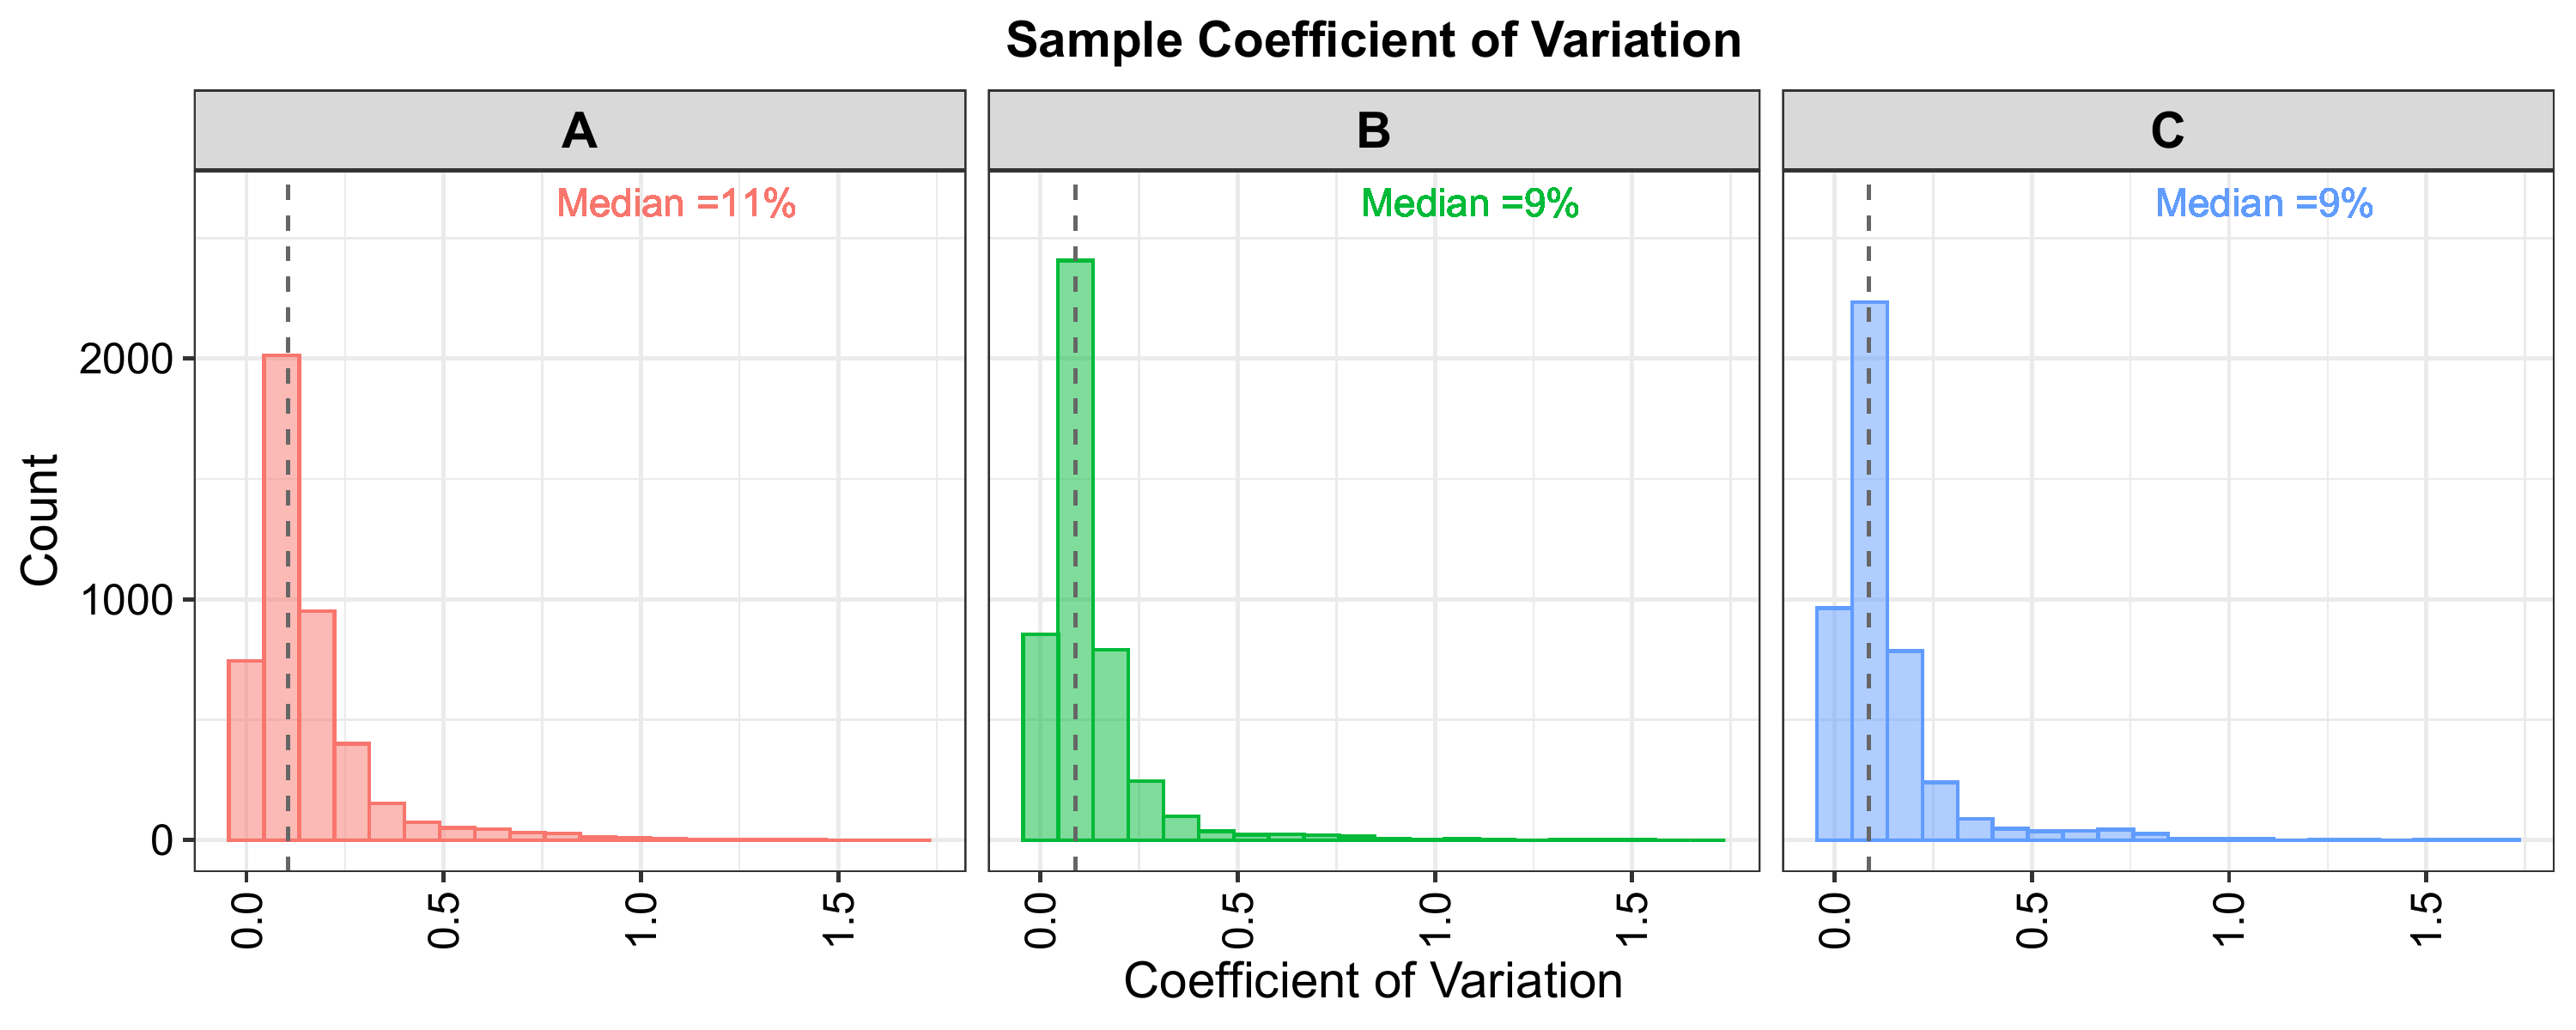 Sample Coefficient of Variation
A
B
C
Median =11%
Median =9%
Median =9%
Count
2000
1000
0
0.0
0.5
1.0
1.5
0.0
0.5
1.0
1.5
0.0
0.5
1.0
1.5
Coefficient of Variation